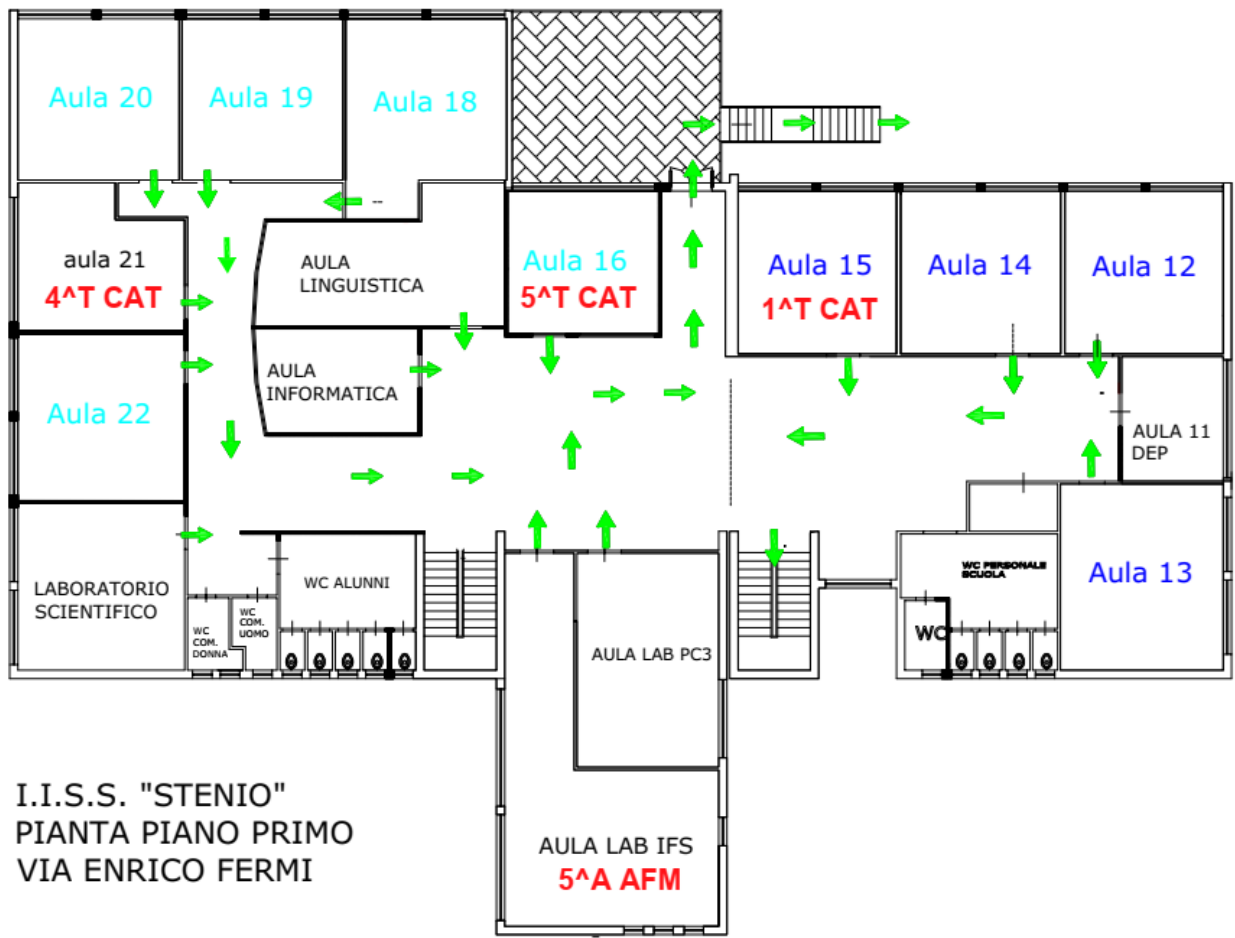 Aula 20
Aula 19
Aula 18
aula 21
4^T CAT
AULA
LINGUISTICA
Aula 16
5^T CAT
Aula 15
1^T CAT
Aula 14
Aula 12
Aula 22
AULA
INFORMATICA
AULA 11
DEP
LABORATORIO
SCIENTIFICO
WC
COM.
DONNA
WC
COM.
UOMO
WC ALUNNI
AULA LAB PC3
WC PERSONALE
SCUOLA
WC
Aula 13
AULA LAB IFS
5^A AFM
I.I.S.S. "STENIO"
PIANTA PIANO PRIMO
VIA ENRICO FERMI